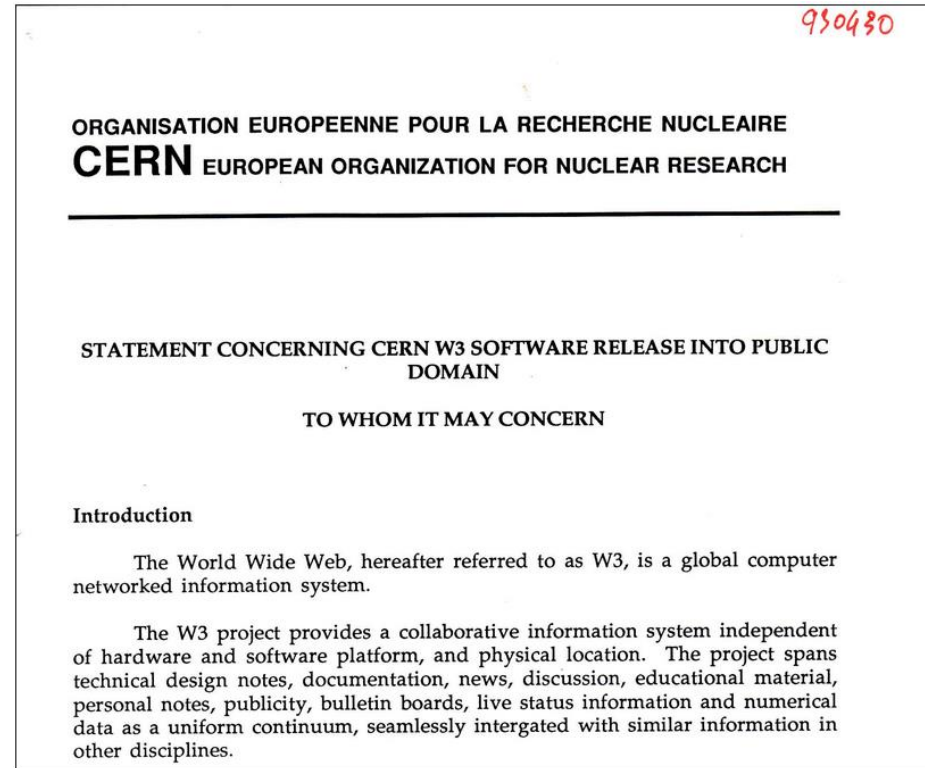 930430
ORGANISATION EUROPEENNE POUR LA RECHERCHE NUCLEAIRE
CERN EUROPEAN ORGANIZATION FOR NUCLEAR RESEARCH
STATEMENT CONCERNING CERN W3 SOFTWARE RELEASE INTO PUBLIC
DOMAIN
TO WHOM IT MAY CONCERN
Introduction
The World Wide Web, hereafter referred to as W3, is a global computer
networked information system.
The W3 project provides a collaborative information system independent
of hardware and software platform, and physical location. The project spans
technical design notes, documentation, news, discussion, educational material,
personal notes, publicity, bulletin boards, live status information and numerical
data as a uniform continuum, seamlessly intergated with similar information in
other disciplines.